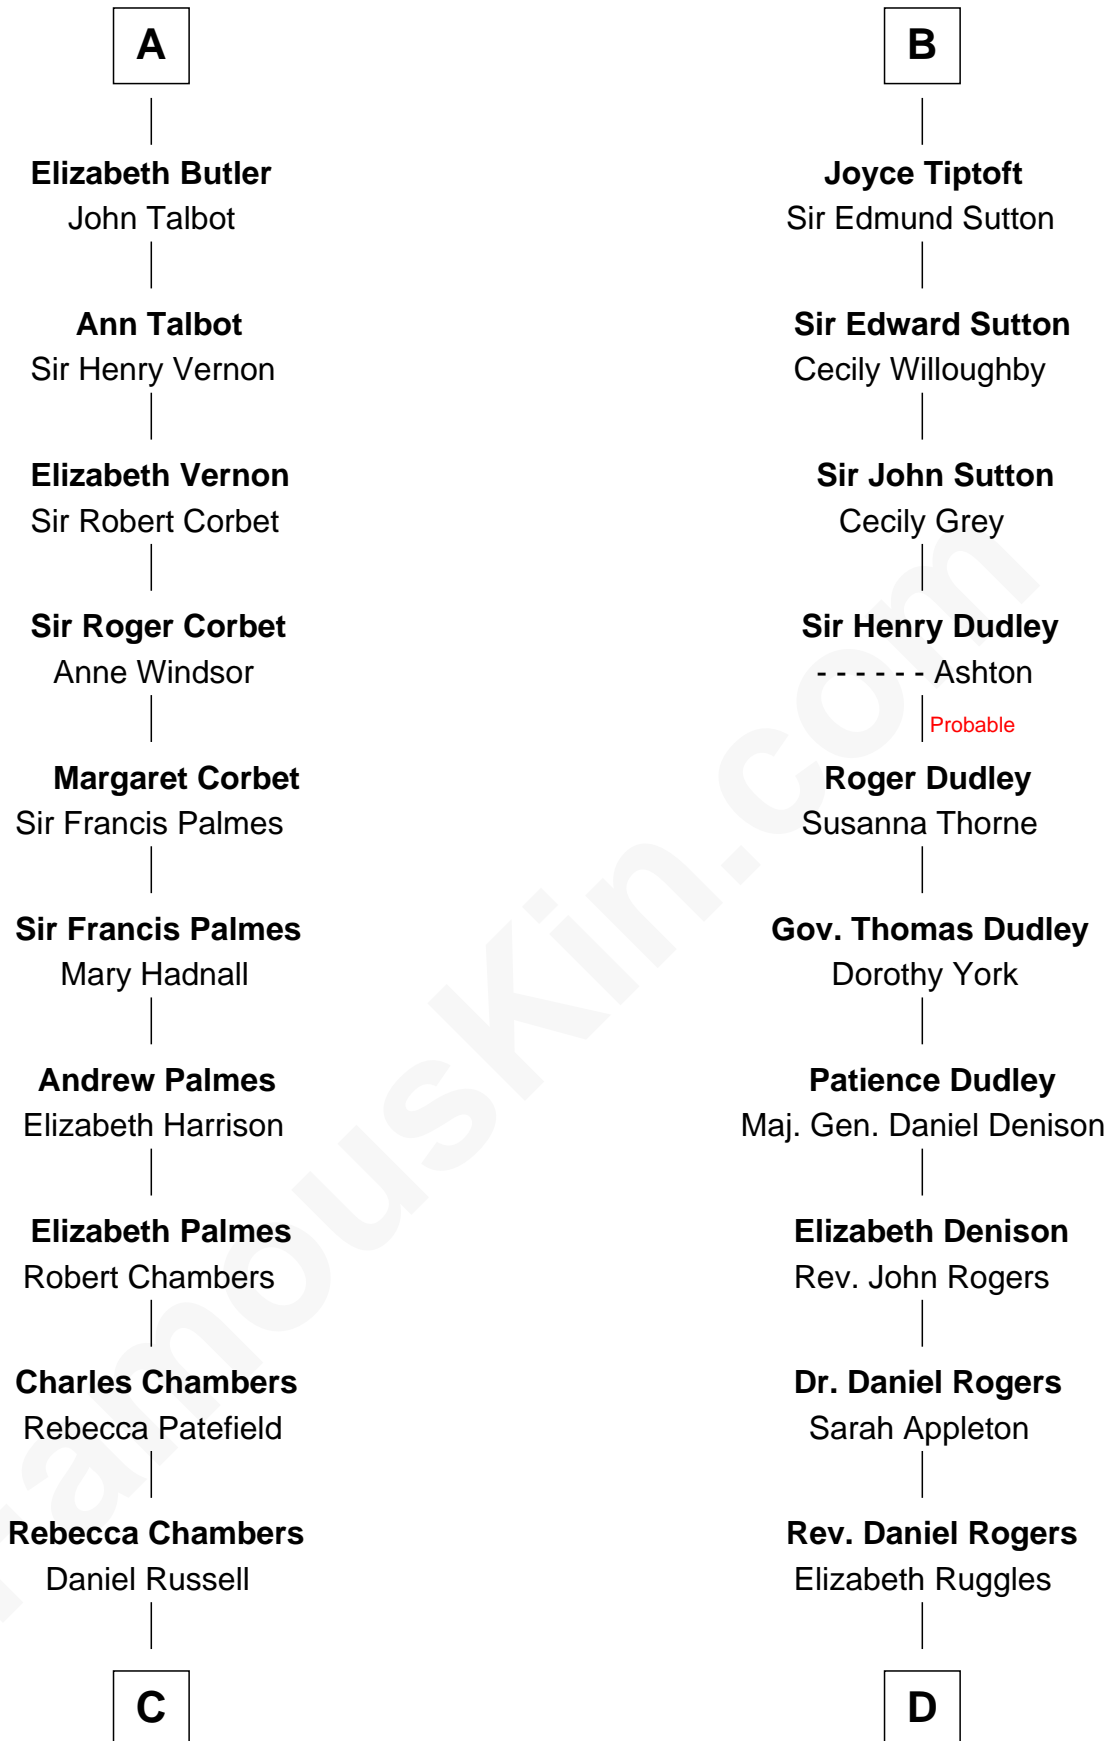 A
Elizabeth Butler
John Talbot
Ann Talbot
Sir Henry Vernon
Elizabeth Vernon
Sir Robert Corbet
Sir Roger Corbet
Anne Windsor
Margaret Corbet
Sir Francis Palmes
Sir Francis Palmes
Mary Hadnall
Andrew Palmes
Elizabeth Harrison
Elizabeth Palmes
Robert Chambers
Charles Chambers
Rebecca Patefield
Rebecca Chambers
Daniel Russell
C
B
Joyce Tiptoft
Sir Edmund Sutton
Sir Edward Sutton
Cecily Willoughby
Sir John Sutton
Cecily Grey
Sir Henry Dudley
- - - - - - Ashton
Probable
Roger Dudley
Susanna Thorne
Gov. Thomas Dudley
Dorothy York
Patience Dudley
Maj. Gen. Daniel Denison
Elizabeth Denison
Rev. John Rogers
Dr. Daniel Rogers
Sarah Appleton
Rev. Daniel Rogers
Elizabeth Ruggles
D
FamousKin.com